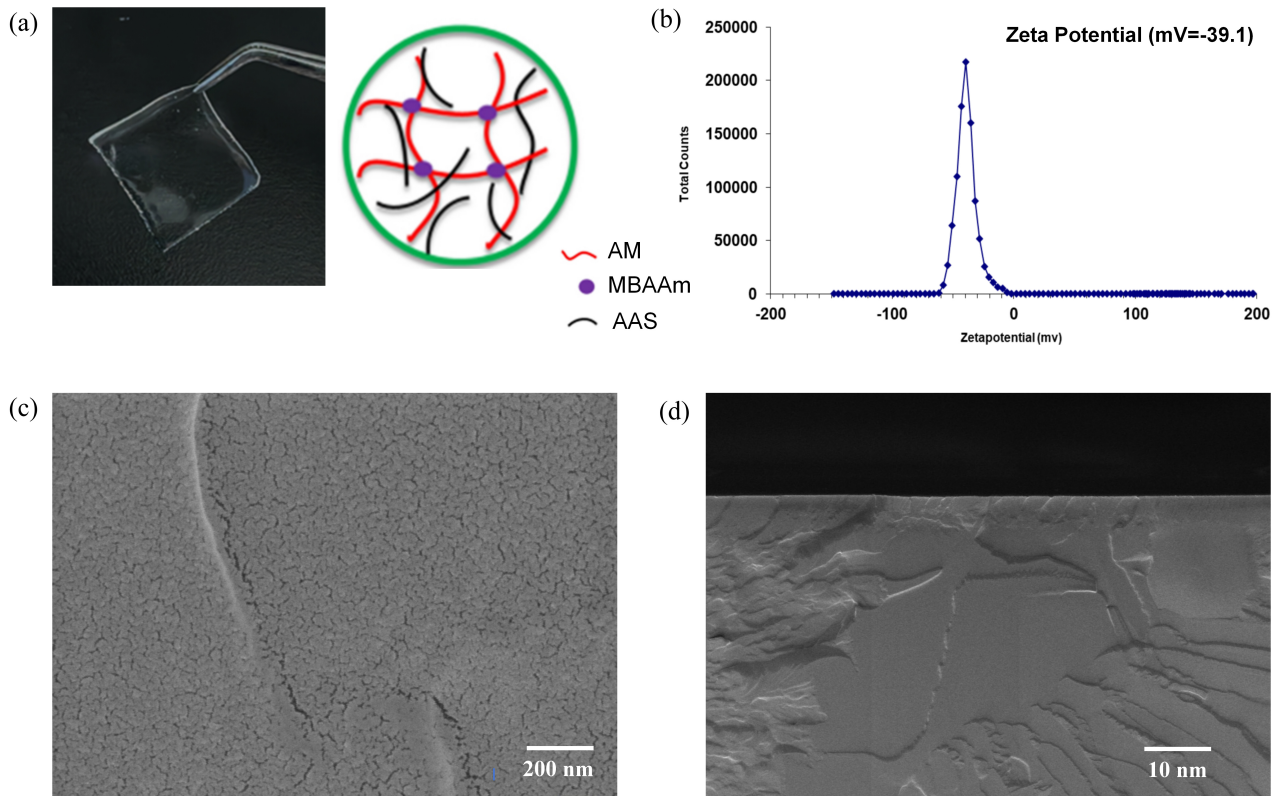 (a)
AM
MBAAm
AAS
(b)
Zeta Potential (mV=-39.1)
Total Counts
250000
200000
150000
100000
50000
0
-200
-100
0
100
200
Zetapotential (mv)
(c)
200 nm
(d)
10 nm